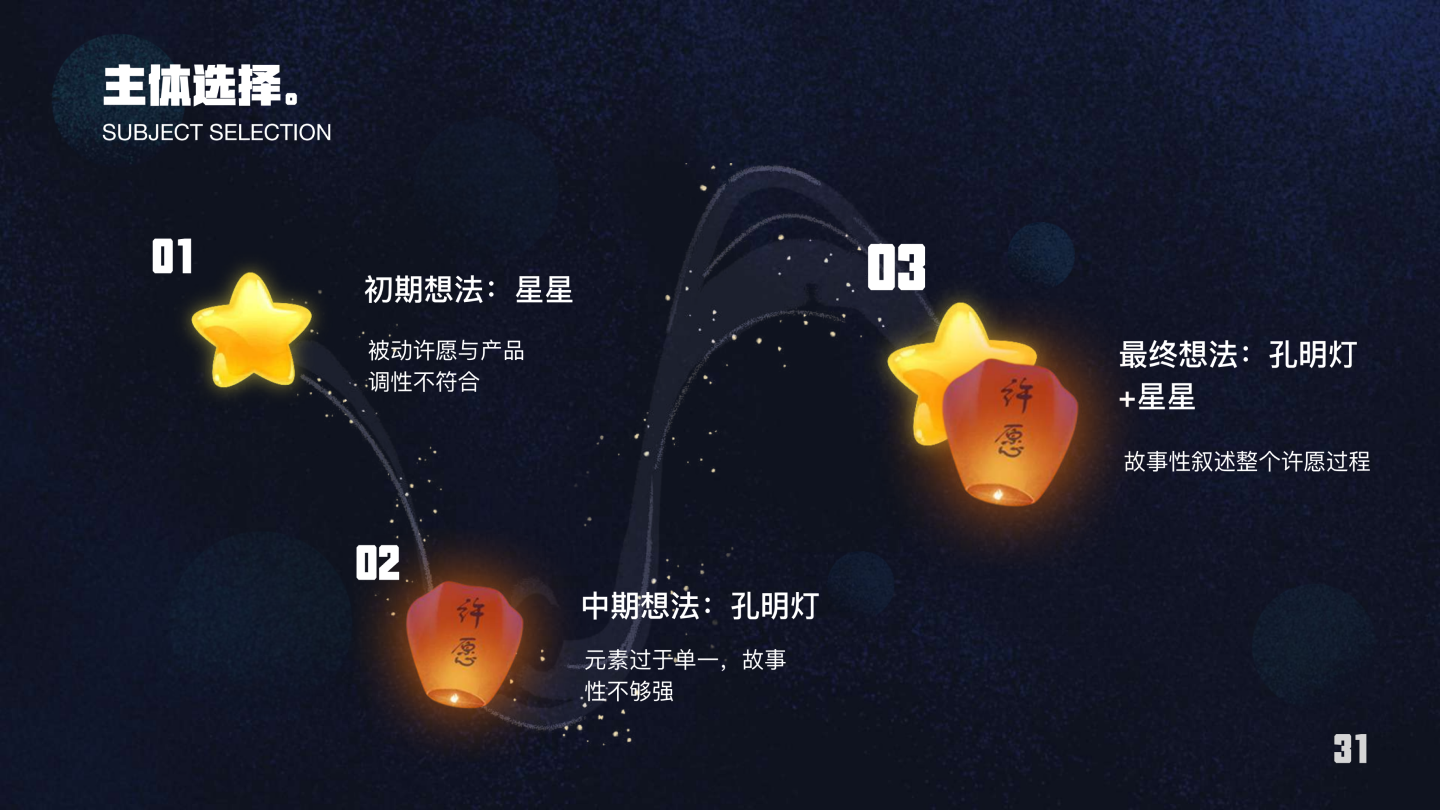 主体选择。
SUBJECT SELECTION
01
初期想法：星星
被动许愿与产品
调性不符合
02
许
愿
中期想法：孔明灯
元素过于单一，故事
性不够强
03
许
愿
最终想法：孔明灯
+星星
故事性叙述整个许愿过程
31